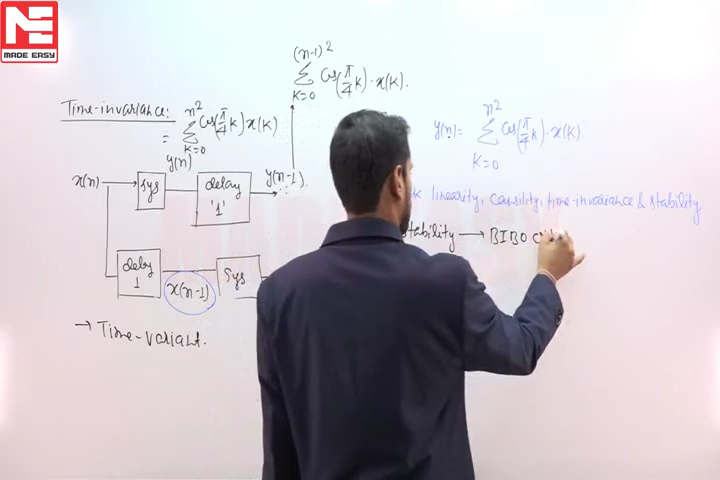 ME
MADE EASY
(n-1)²
∑ Cos(π/4 k)·x(k).
K=0
Time-invariance:
n²
= ∑ Cos(π/4 k)x(k)
K=0
y(n)
x(n) → Sys → delay '1' → y(n-1).
delay 1
x(n-1)
Sys
→ Time-variant.
n²
y(n)= ∑ Cos(π/4 k)·x(k)
K=0
linearity, Causility, time-invariance & stability
stability → BIBO